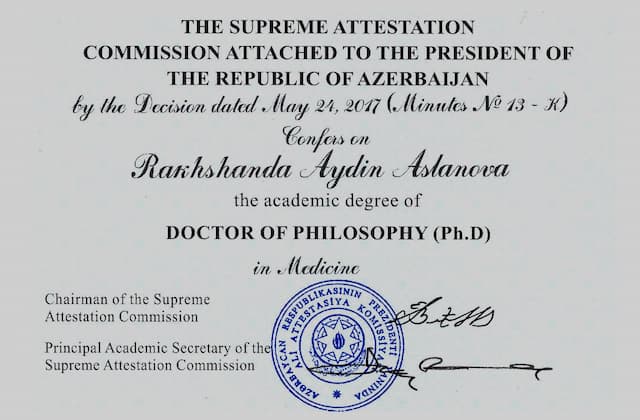 THE SUPREME ATTESTATION
COMMISSION ATTACHED TO THE PRESIDENT OF
THE REPUBLIC OF AZERBAIJAN
by the Decision dated May 24, 2017 (Minutes № 13 - K)
Confers on
Rakhshanda Aydin Aslanova
the academic degree of
DOCTOR OF PHILOSOPHY (Ph.D)
in Medicine
Chairman of the Supreme
Attestation Commission
Principal Academic Secretary of the
Supreme Attestation Commission
AZƏRBAYCAN RESPUBLİKASININ PREZİDENTİ YANINDA
ALİ ATTESTASİYA KOMİSSİYASI